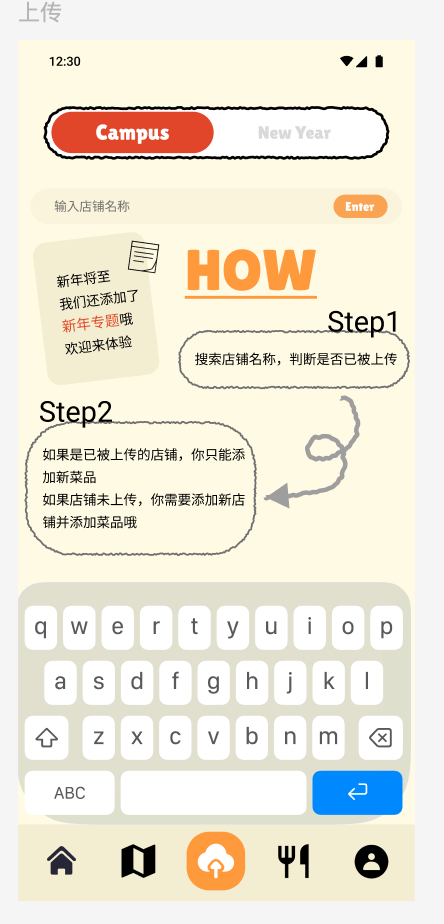 上传
12:30
Campus
New Year
输入店铺名称
Enter
新年将至
我们还添加了
新年专题哦
欢迎来体验
HOW
Step1
搜索店铺名称，判断是否已被上传
Step2
如果是已被上传的店铺，你只能添
加新菜品
如果店铺未上传，你需要添加新店
铺并添加菜品哦
q w e r t y u i o p
a s d f g h j k l
z x c v b n m
ABC